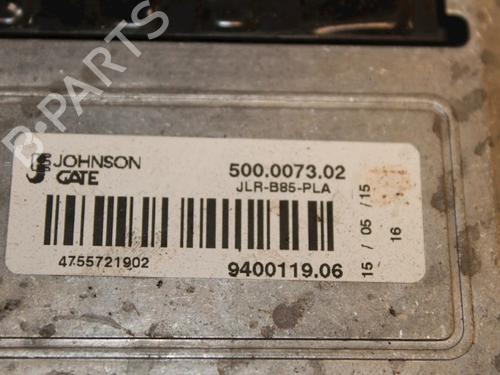 B-PARTS
JOHNSON
GATE
500.0073.02
JLR-B85-PLA
4755721902
9400119.06
15 / 05 / 15
16